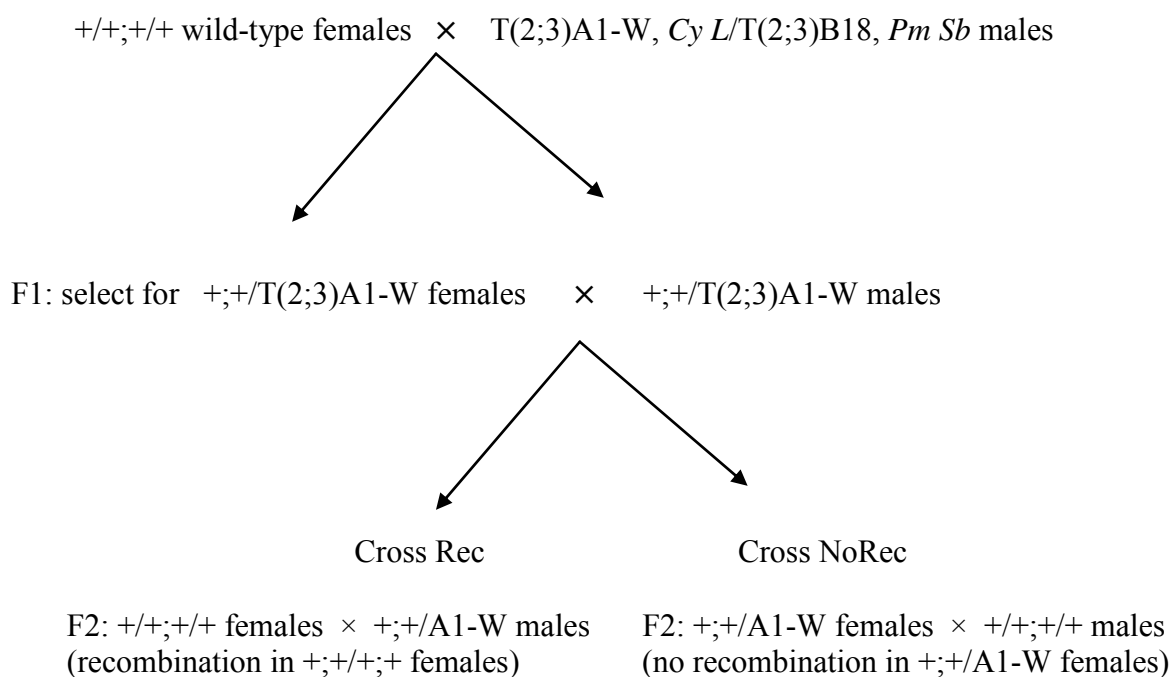 +/+;+/+ wild-type females × T(2;3)A1-W, Cy L/T(2;3)B18, Pm Sb males
F1: select for +;+/T(2;3)A1-W females × +;+/T(2;3)A1-W males
Cross Rec
F2: +/+;+/+ females × +;+/A1-W males
(recombination in +;+/+;+ females)
Cross NoRec
F2: +;+/A1-W females × +/+;+/+ males
(no recombination in +;+/A1-W females)